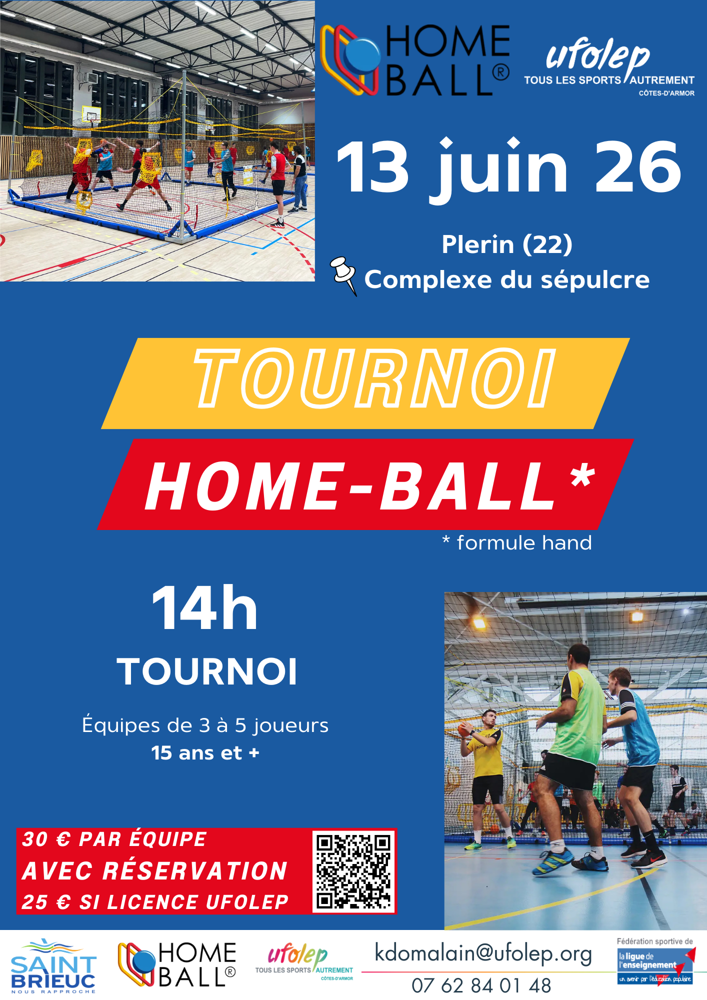 HOME
BALL®
ufolep
TOUS LES SPORTS AUTREMENT
CÔTES-D'ARMOR
13 juin 26
Plerin (22)
Complexe du sépulcre
TOURNOI
HOME-BALL*
* formule hand
14h
TOURNOI
Équipes de 3 à 5 joueurs
15 ans et +
30 € PAR ÉQUIPE
AVEC RÉSERVATION
25 € SI LICENCE UFOLEP
SAINT
BRIEUC
NOUS RAPPROCHE
HOME
BALL®
ufolep
TOUS LES SPORTS AUTREMENT
CÔTES-D'ARMOR
kdomalain@ufolep.org
07 62 84 01 48
Fédération sportive de
la ligue de
l'enseignement
un avenir par l'éducation populaire